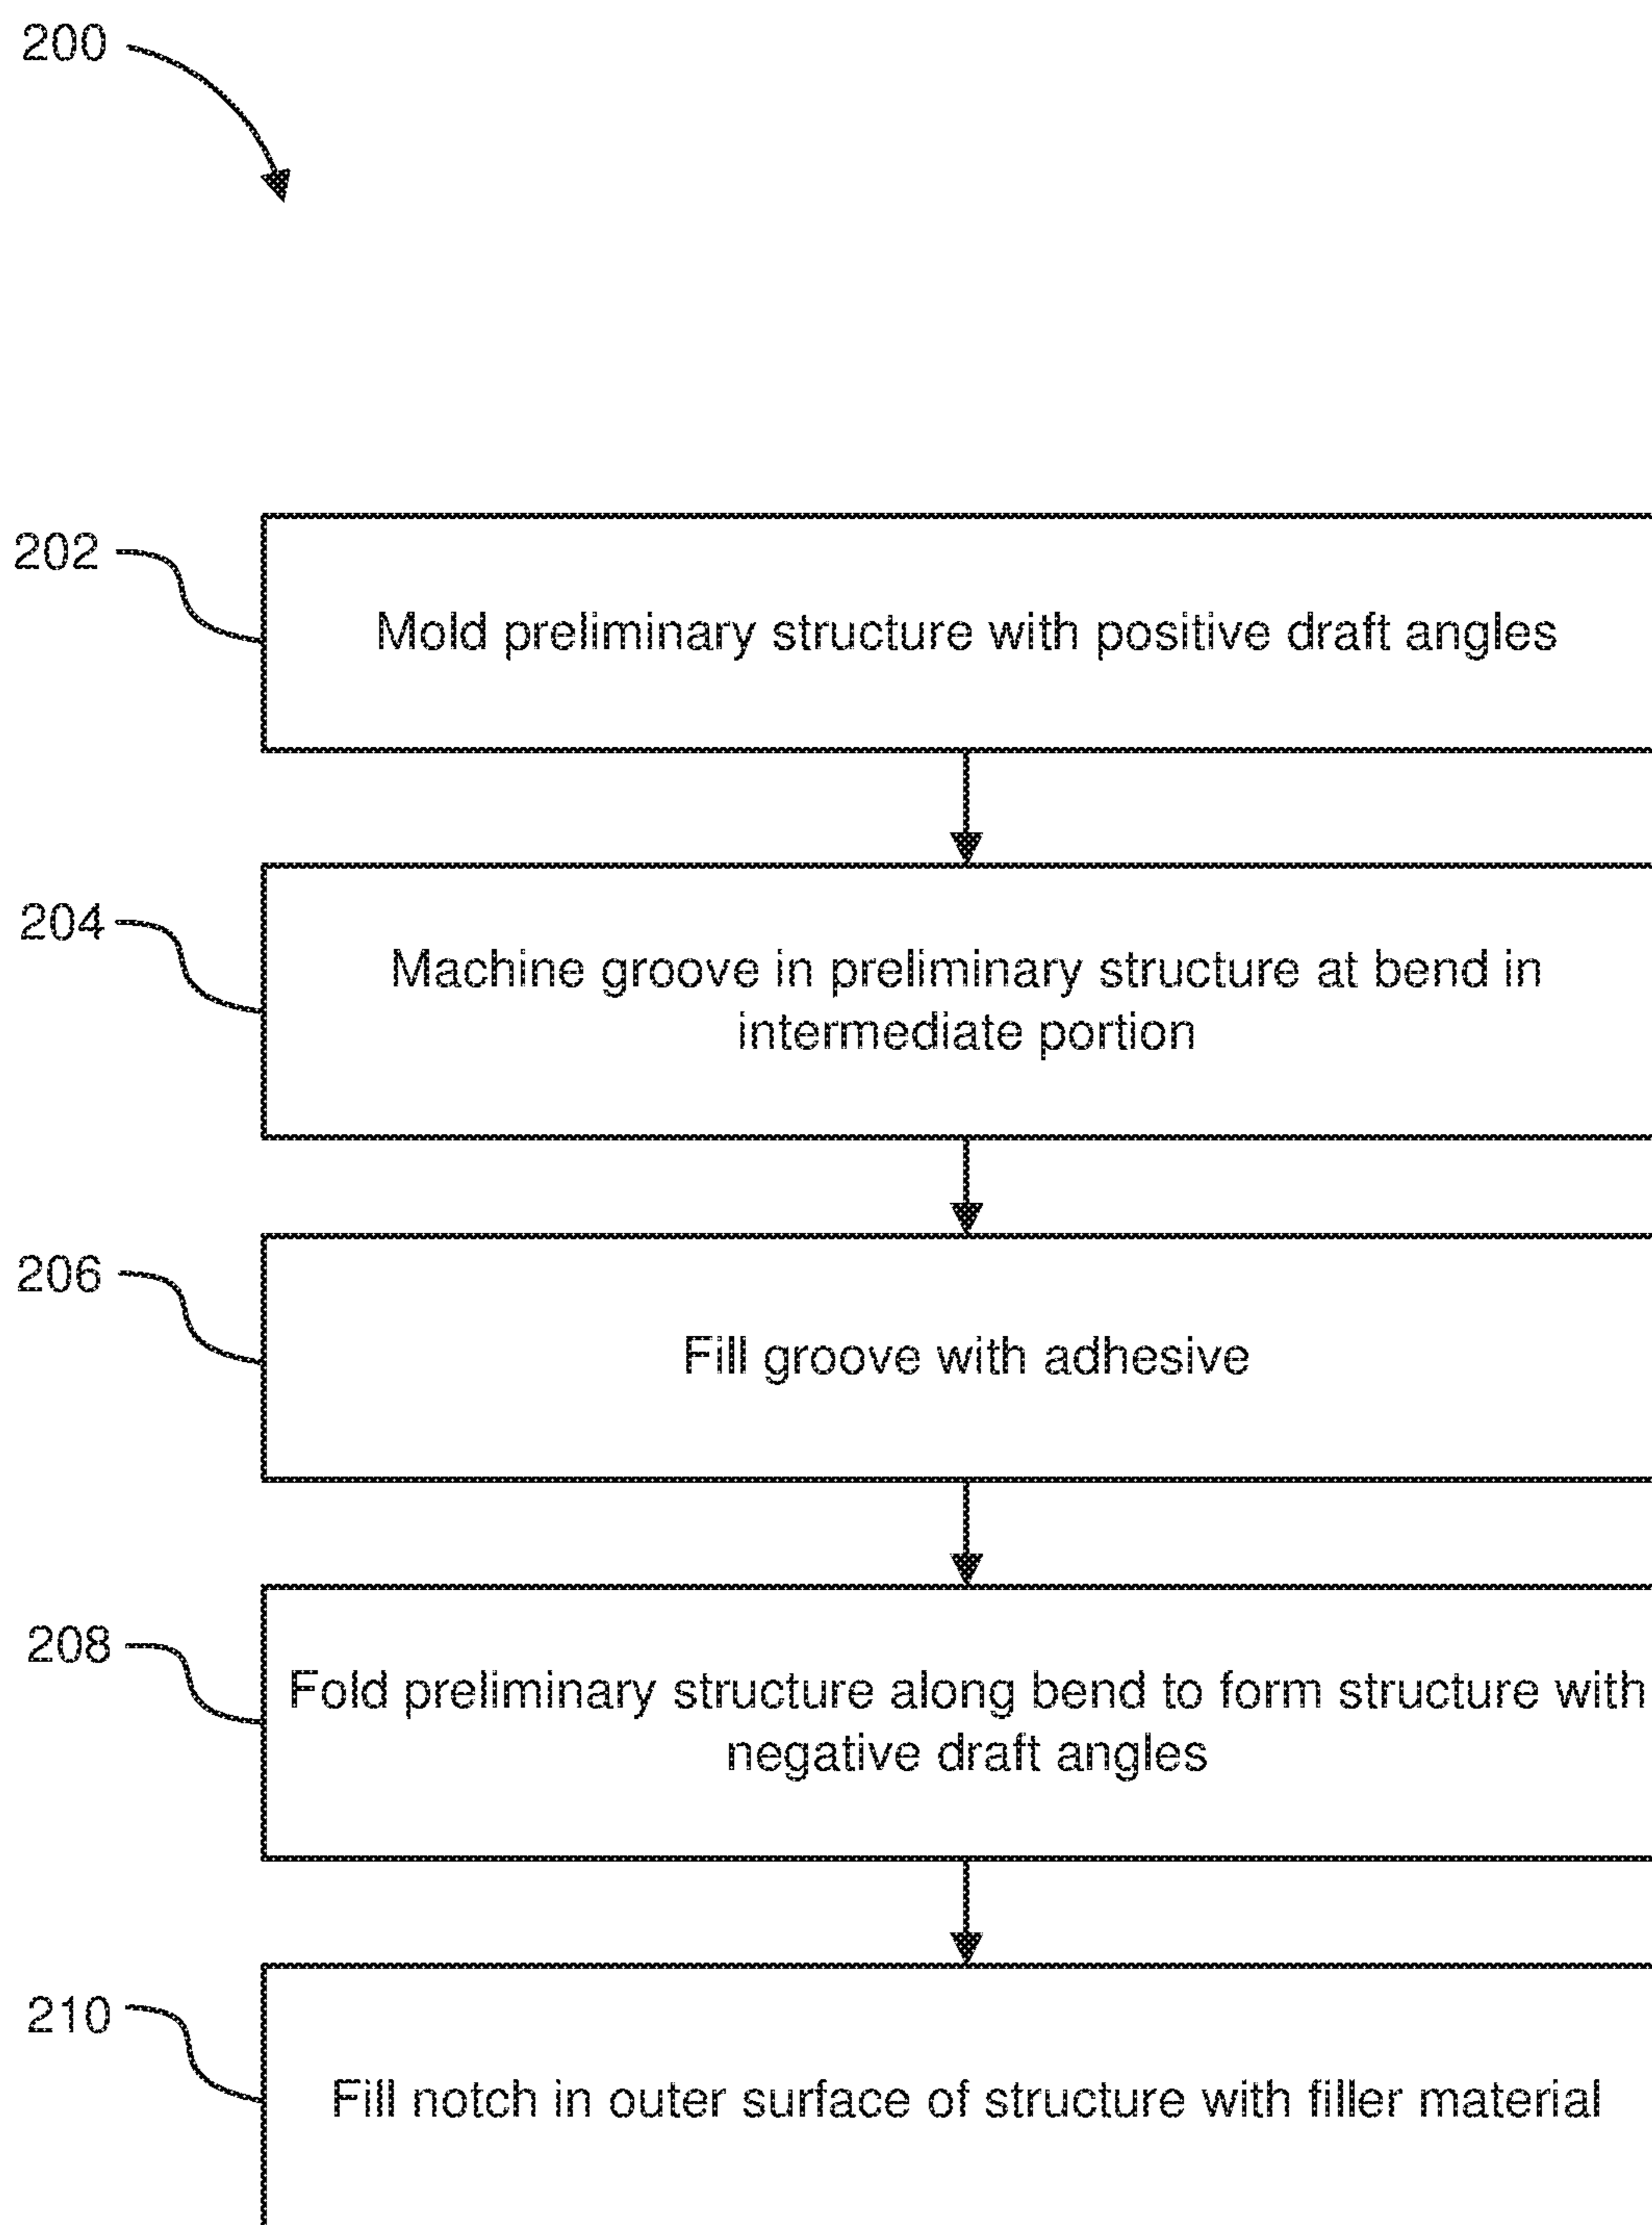 200
202
Mold preliminary structure with positive draft angles
204
Machine groove in preliminary structure at bend in
intermediate portion
206
Fill groove with adhesive
208
Fold preliminary structure along bend to form structure with
negative draft angles
210
Fill notch in outer surface of structure with filler material